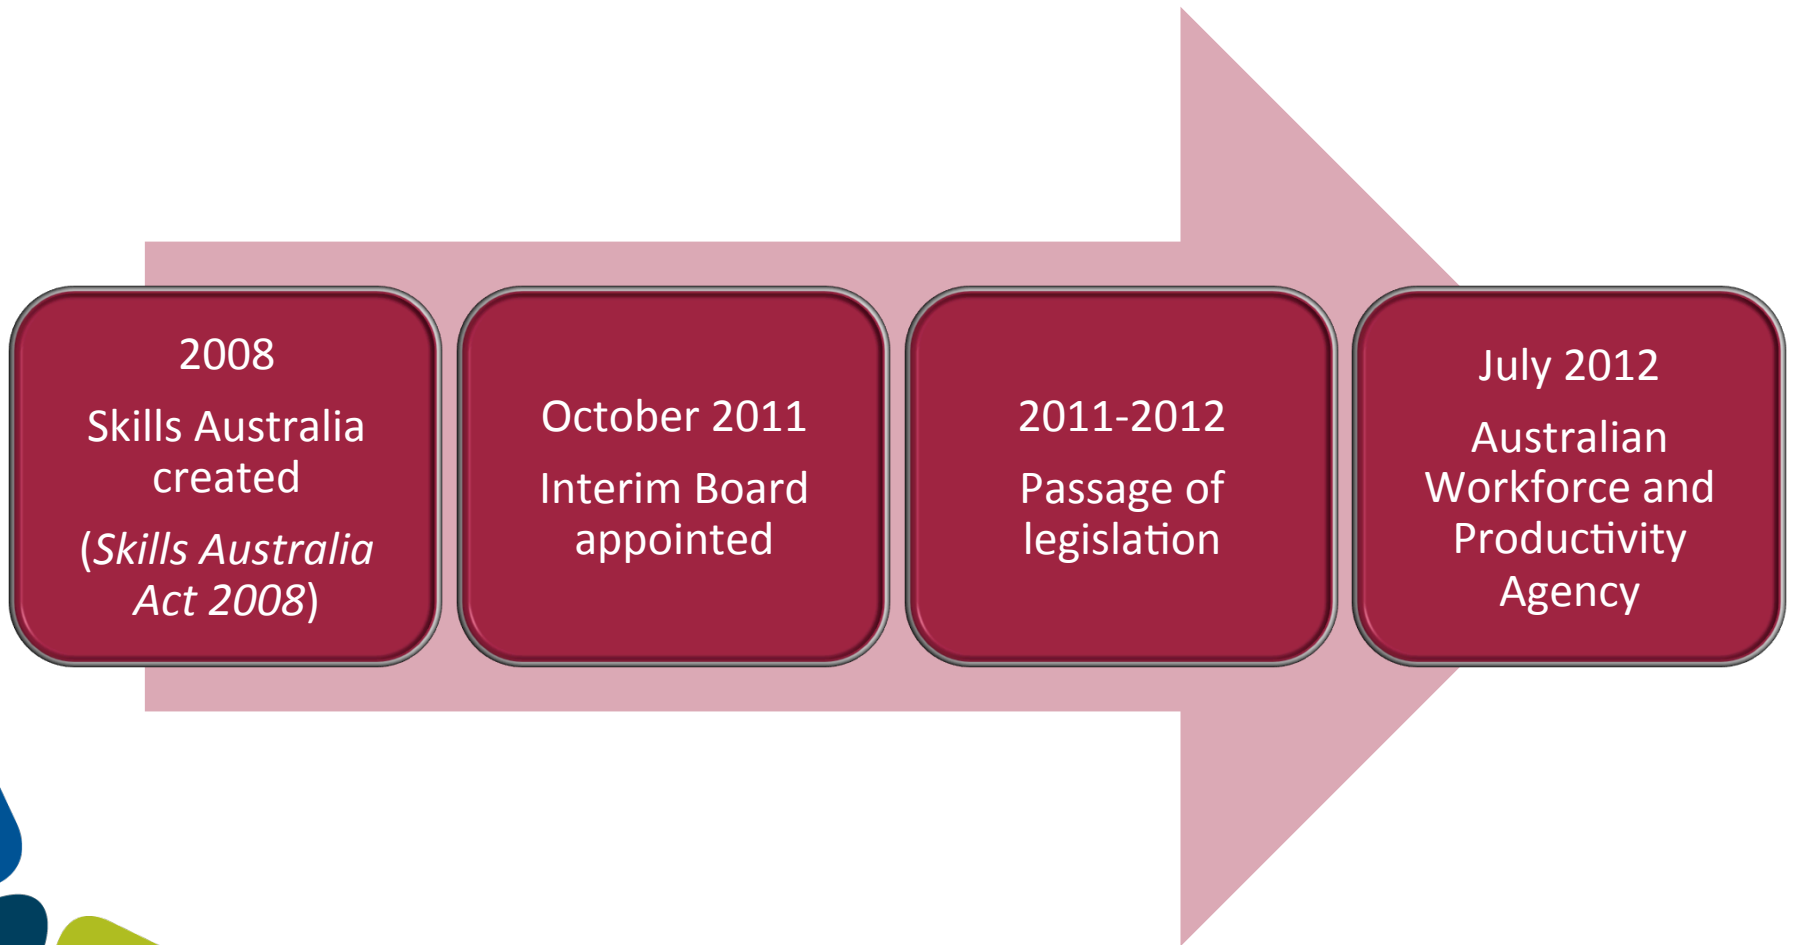 2008
Skills Australia
created
(Skills Australia
Act 2008)
October 2011
Interim Board
appointed
2011-2012
Passage of
legislation
July 2012
Australian
Workforce and
Productivity
Agency